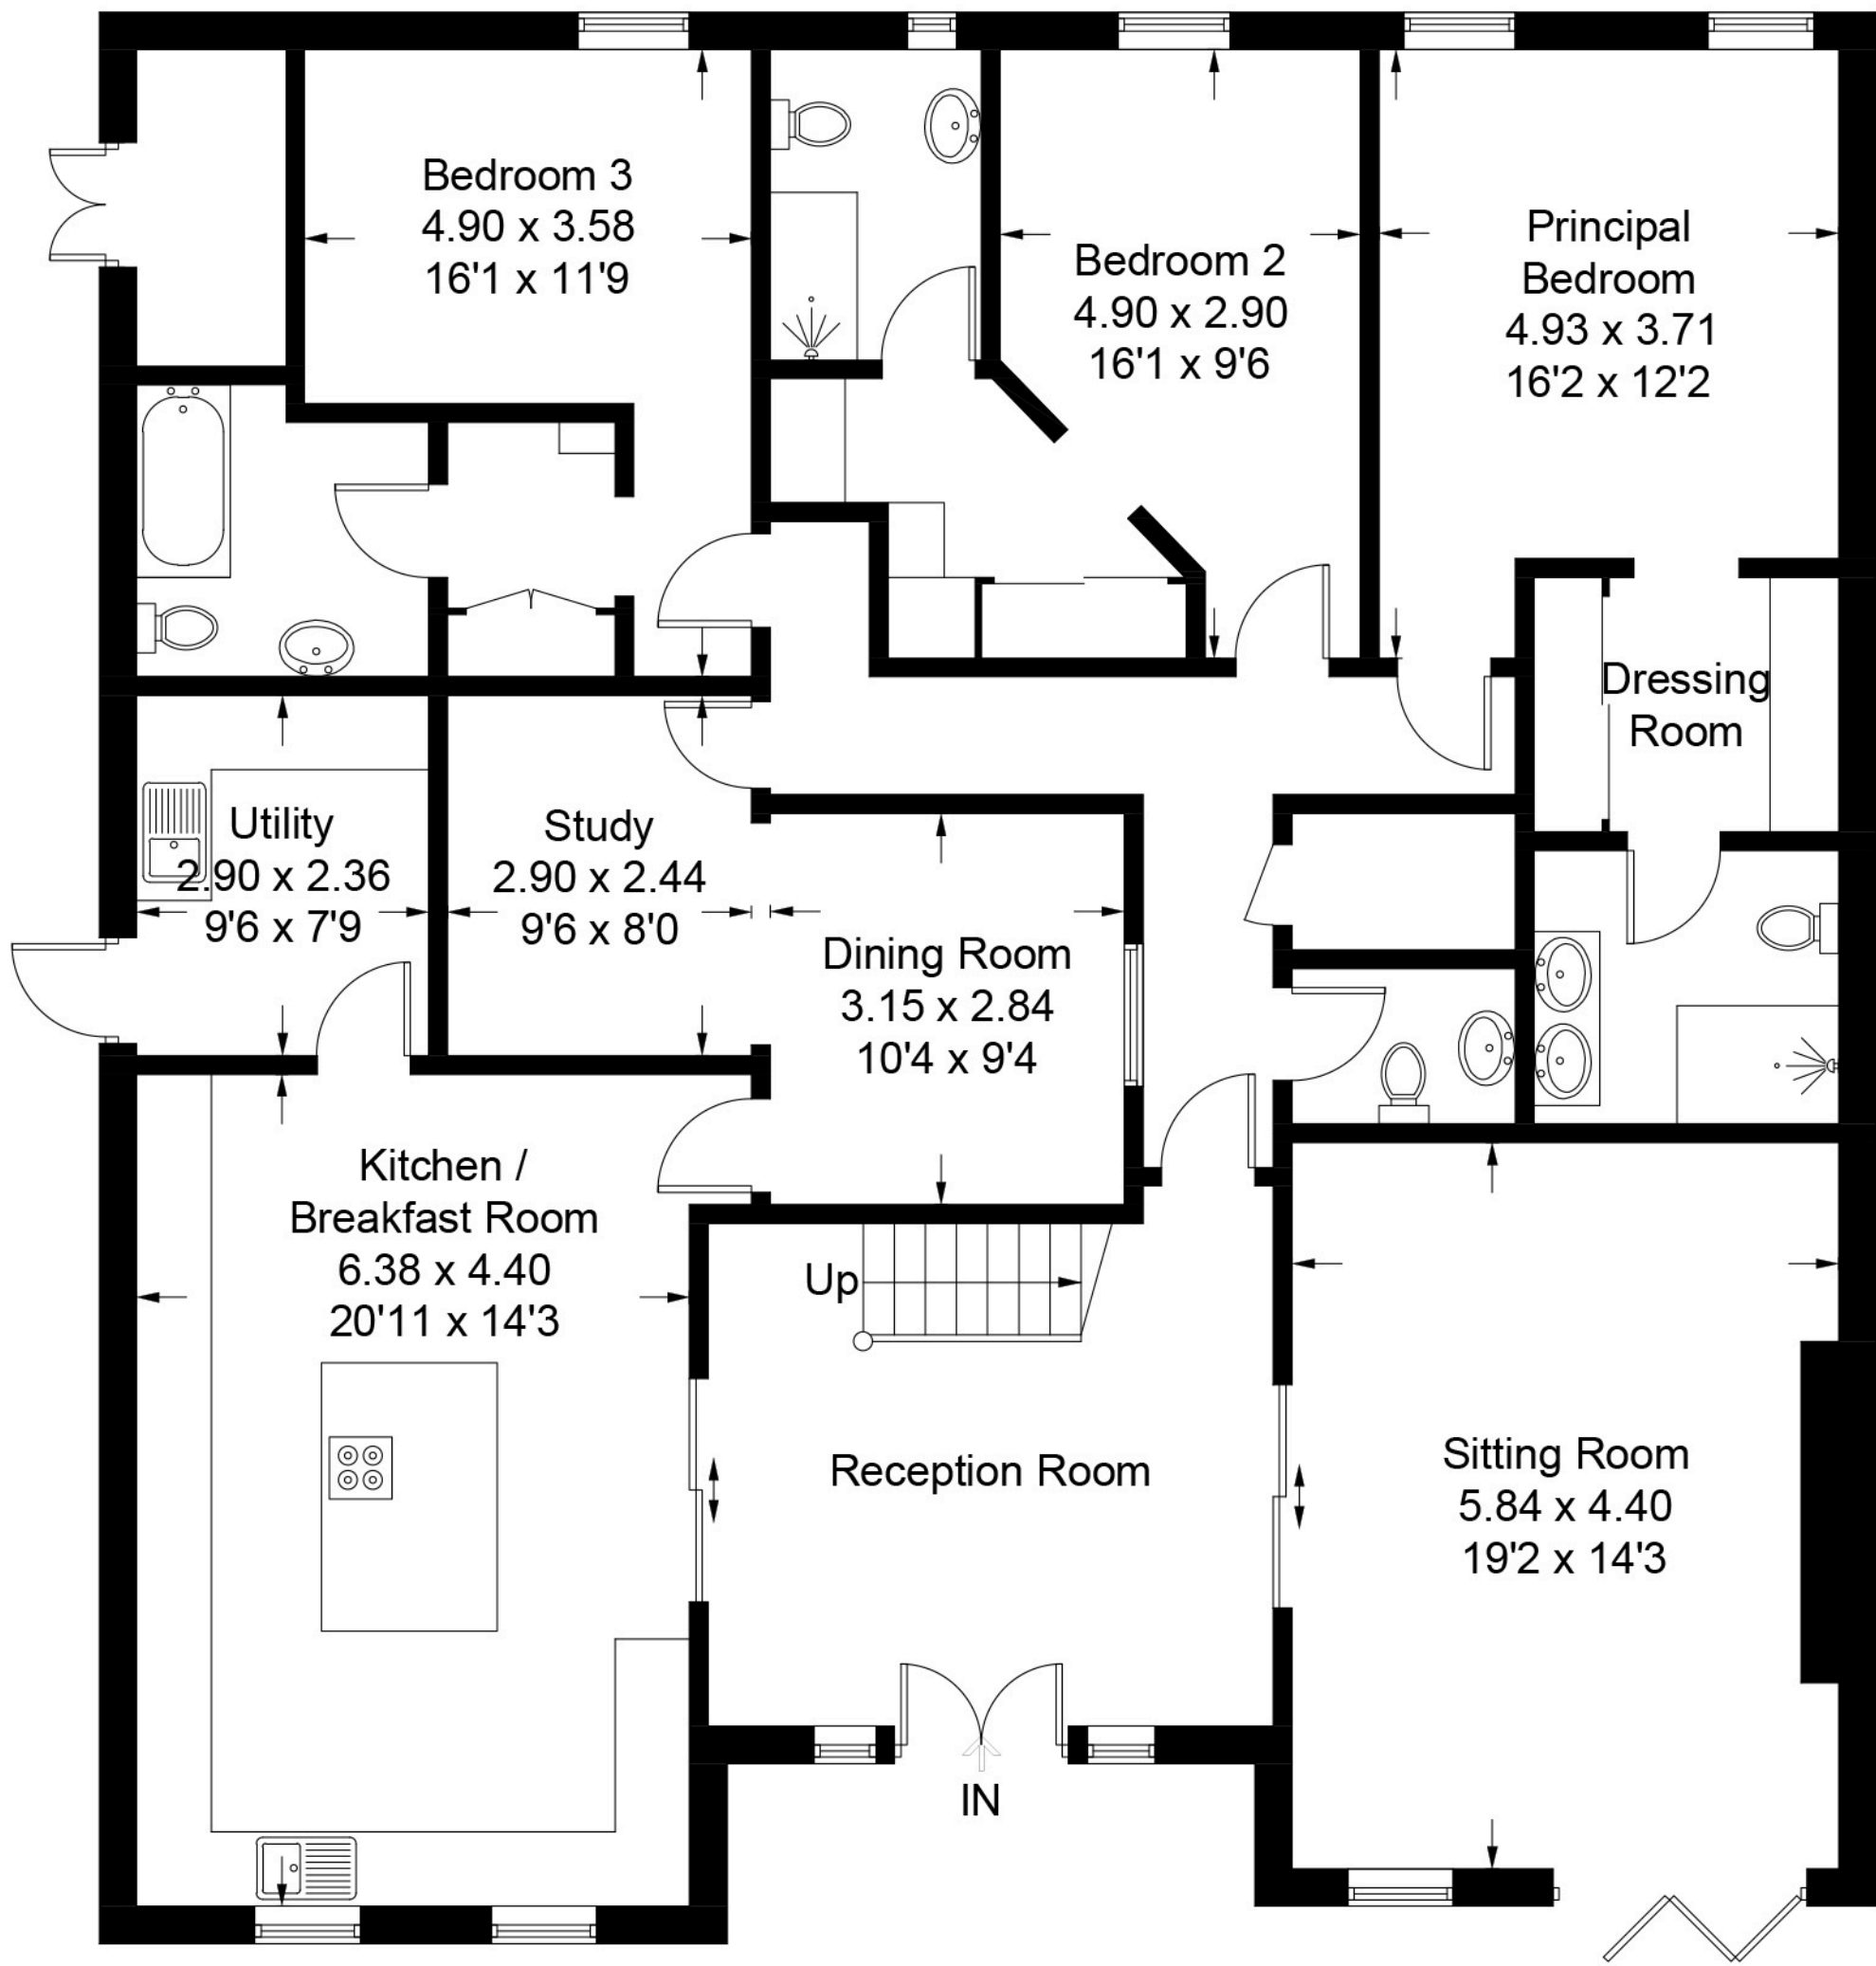 Bedroom 3
4.90 x 3.58
16'1 x 11'9
Bedroom 2
4.90 x 2.90
16'1 x 9'6
Principal
Bedroom
4.93 x 3.71
16'2 x 12'2
Dressing
Room
Utility
2.90 x 2.36
9'6 x 7'9
Study
2.90 x 2.44
9'6 x 8'0
Dining Room
3.15 x 2.84
10'4 x 9'4
Kitchen /
Breakfast Room
6.38 x 4.40
20'11 x 14'3
Up
Reception Room
Sitting Room
5.84 x 4.40
19'2 x 14'3
IN